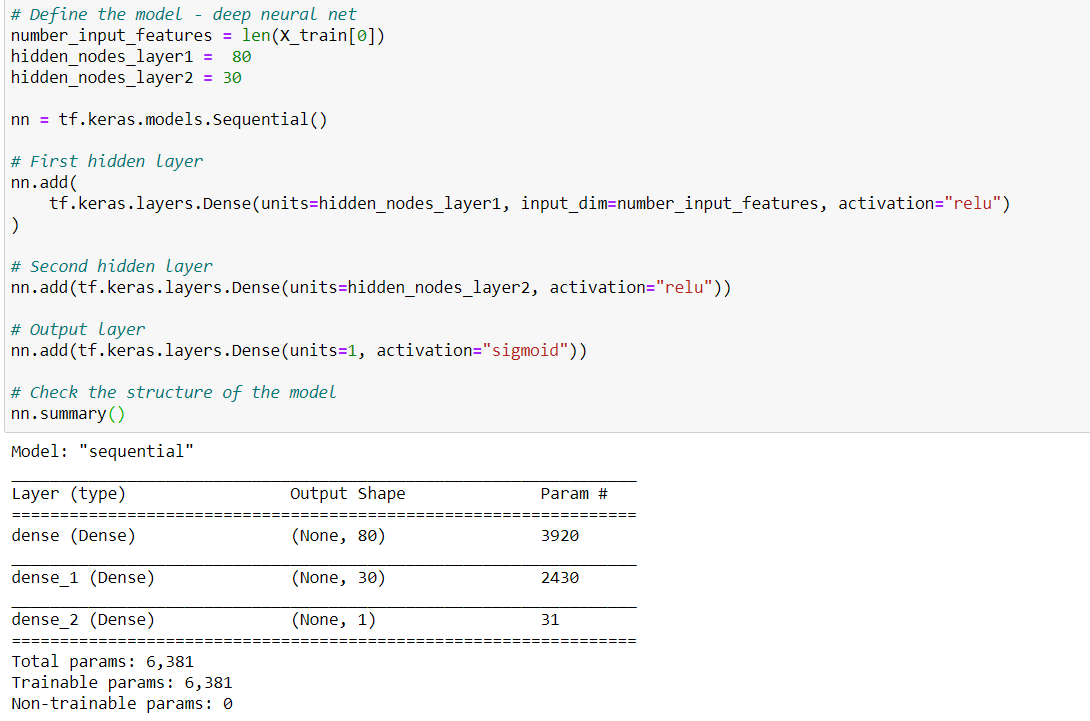 # Define the model - deep neural net
number_input_features = len(X_train[0])
hidden_nodes_layer1 =  80
hidden_nodes_layer2 = 30
nn = tf.keras.models.Sequential()
# First hidden layer
nn.add(
    tf.keras.layers.Dense(units=hidden_nodes_layer1, input_dim=number_input_features, activation="relu")
)
# Second hidden layer
nn.add(tf.keras.layers.Dense(units=hidden_nodes_layer2, activation="relu"))
# Output layer
nn.add(tf.keras.layers.Dense(units=1, activation="sigmoid"))
# Check the structure of the model
nn.summary()
Model: "sequential"
_________________________________________________________________
Layer (type)                 Output Shape              Param #
=================================================================
dense (Dense)                (None, 80)                3920
_________________________________________________________________
dense_1 (Dense)              (None, 30)                2430
_________________________________________________________________
dense_2 (Dense)              (None, 1)                 31
=================================================================
Total params: 6,381
Trainable params: 6,381
Non-trainable params: 0